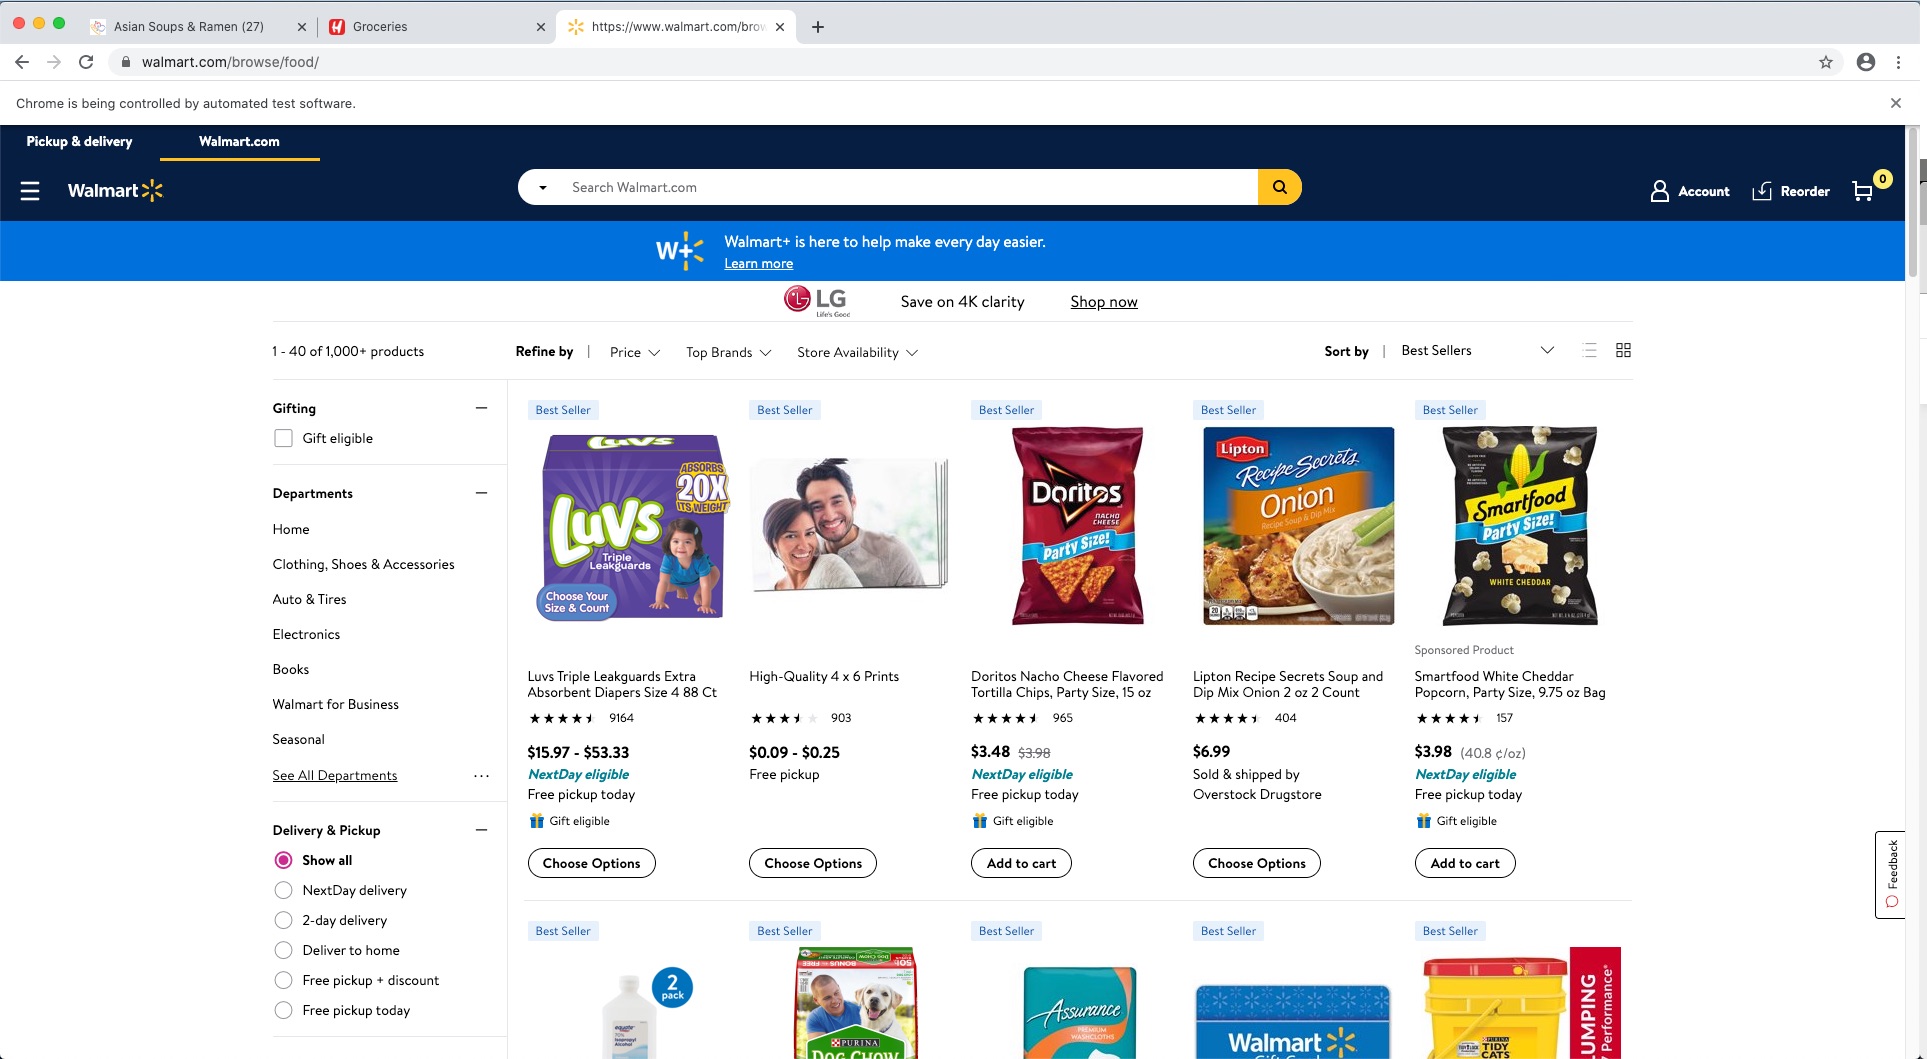 Asian Soups & Ramen (27)
Groceries
https://www.walmart.com/brow
walmart.com/browse/food/
Chrome is being controlled by automated test software.
Pickup & delivery
Walmart.com
Walmart
Search Walmart.com
Account
Reorder
0
W+
Walmart+ is here to help make every day easier.
Learn more
LG
Life's Good
Save on 4K clarity
Shop now
1 - 40 of 1,000+ products
Refine by |
Price
Top Brands
Store Availability
Sort by |
Best Sellers
Gifting
Gift eligible
Departments
Home
Clothing, Shoes & Accessories
Auto & Tires
Electronics
Books
Walmart for Business
Seasonal
See All Departments
...
Delivery & Pickup
Show all
NextDay delivery
2-day delivery
Deliver to home
Free pickup + discount
Free pickup today
Best Seller
Luvs
ABSORBS
20X
ITS WEIGHT
Luvs
Triple
Leakguards
Choose Your
Size & Count
Luvs Triple Leakguards Extra
Absorbent Diapers Size 4 88 Ct
9164
$15.97 - $53.33
NextDay eligible
Free pickup today
Gift eligible
Choose Options
Best Seller
High-Quality 4 x 6 Prints
903
$0.09 - $0.25
Free pickup
Choose Options
Best Seller
Doritos
NACHO
CHEESE
Party Size!
Doritos Nacho Cheese Flavored
Tortilla Chips, Party Size, 15 oz
965
$3.48 $3.98
NextDay eligible
Free pickup today
Gift eligible
Add to cart
Best Seller
Lipton
Recipe Secrets
Onion
Recipe Soup & Dip Mix
Lipton Recipe Secrets Soup and
Dip Mix Onion 2 oz 2 Count
404
$6.99
Sold & shipped by
Overstock Drugstore
Choose Options
Best Seller
Smartfood
Party Size!
WHITE CHEDDAR
Sponsored Product
Smartfood White Cheddar
Popcorn, Party Size, 9.75 oz Bag
157
$3.98 (40.8 ¢/oz)
NextDay eligible
Free pickup today
Gift eligible
Add to cart
Feedback
Best Seller
2
pack
equate
70%
Isopropyl
Alcohol
Best Seller
PURINA
DOG CHOW
Best Seller
Assurance
PREMIUM
WASHCLOTHS
Best Seller
Walmart
Best Seller
PURINA
TIDY
CATS